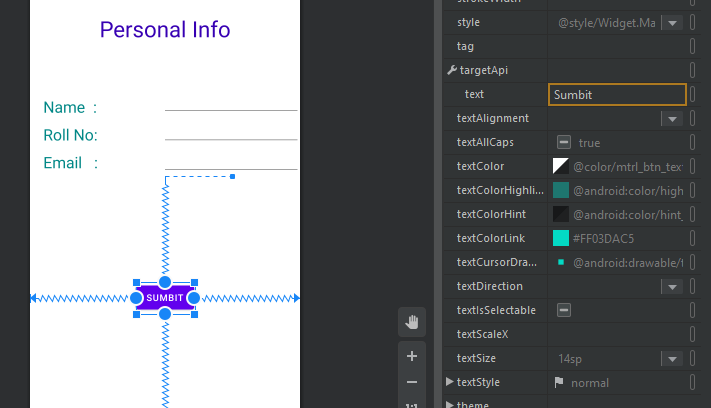 Personal Info
Name :
Roll No:
Email :
SUMBIT
strokeWidth
style @style/Widget.Ma
tag
targetApi
text Sumbit
textAlignment
textAllCaps true
textColor @color/mtrl_btn_tex
textColorHighli... @android:color/high
textColorHint @android:color/hint_
textColorLink #FF03DAC5
textCursorDra... @android:drawable/t
textDirection
textIsSelectable
textScaleX
textSize 14sp
textStyle normal
theme